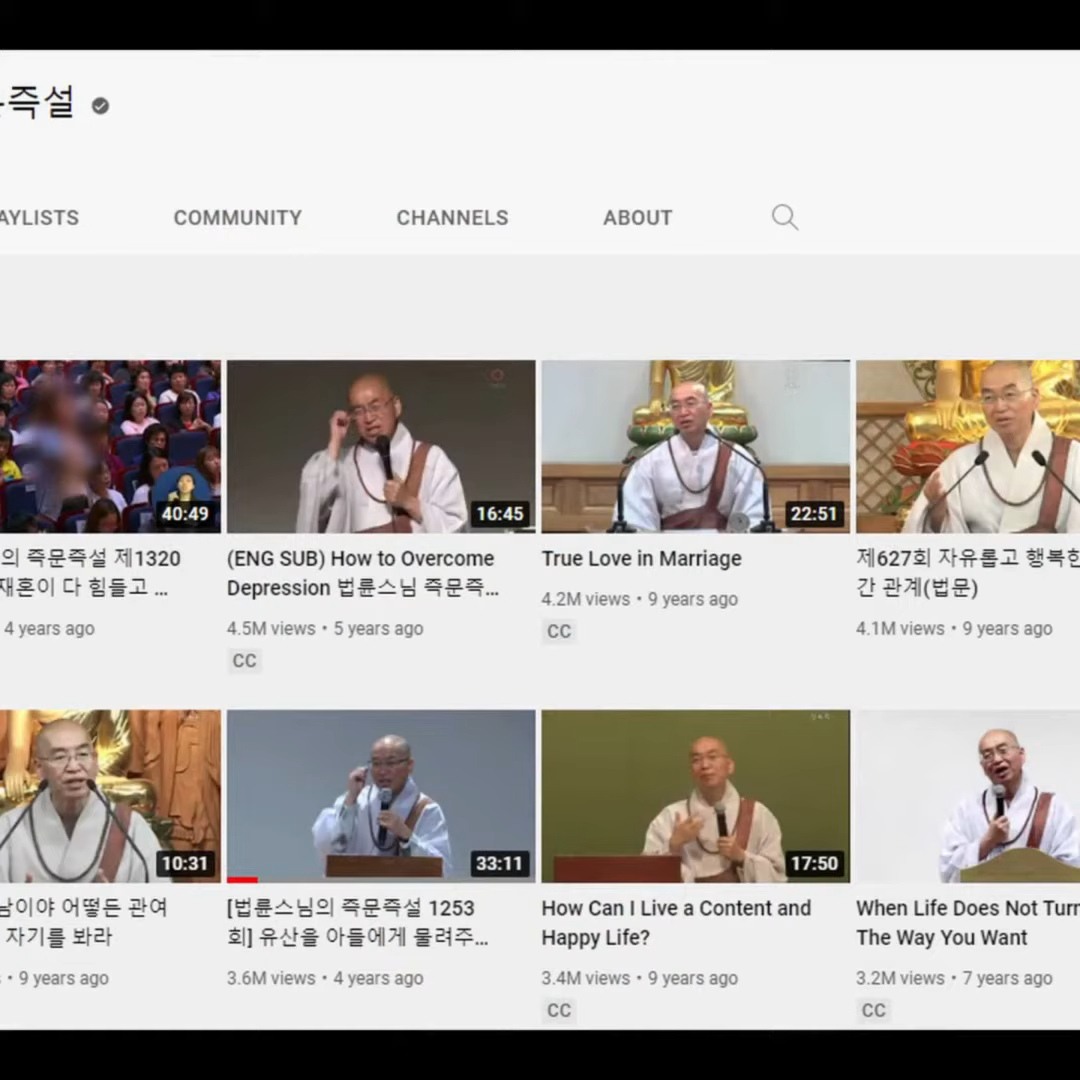 즉설
AYLISTS
COMMUNITY
CHANNELS
ABOUT
40:49
16:45
22:51
의 즉문즉설 제1320
재혼이 다 힘들고 ...
4 years ago
(ENG SUB) How to Overcome
Depression 법륜스님 즉문즉...
4.5M views • 5 years ago
CC
True Love in Marriage
4.2M views • 9 years ago
CC
제627회 자유롭고 행복한
간 관계(법문)
4.1M views • 9 years ago
10:31
33:11
17:50
남이야 어떻든 관여
자기를 봐라
• 9 years ago
[법륜스님의 즉문즉설 1253
회] 유산을 아들에게 물려주...
3.6M views • 4 years ago
How Can I Live a Content and
Happy Life?
3.4M views • 9 years ago
CC
When Life Does Not Turn
The Way You Want
3.2M views • 7 years ago
CC